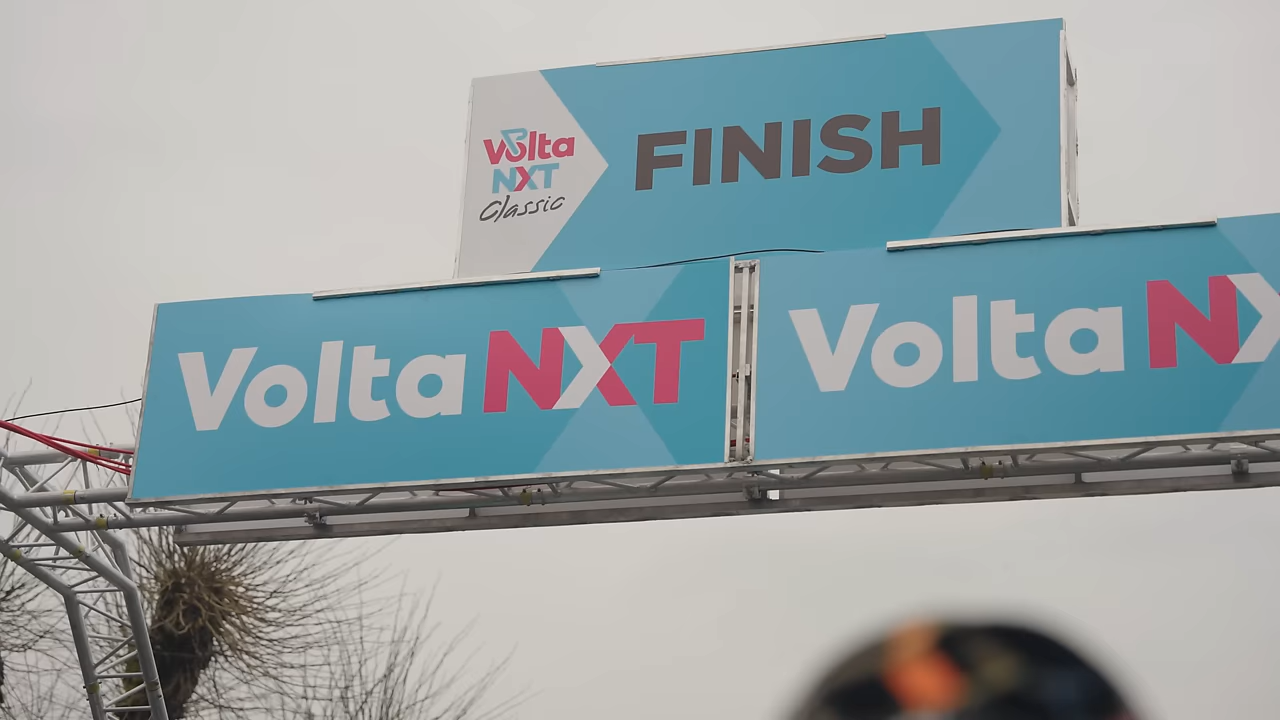 Volta
NXT
Classic
FINISH
Volta NXT
Volta NX